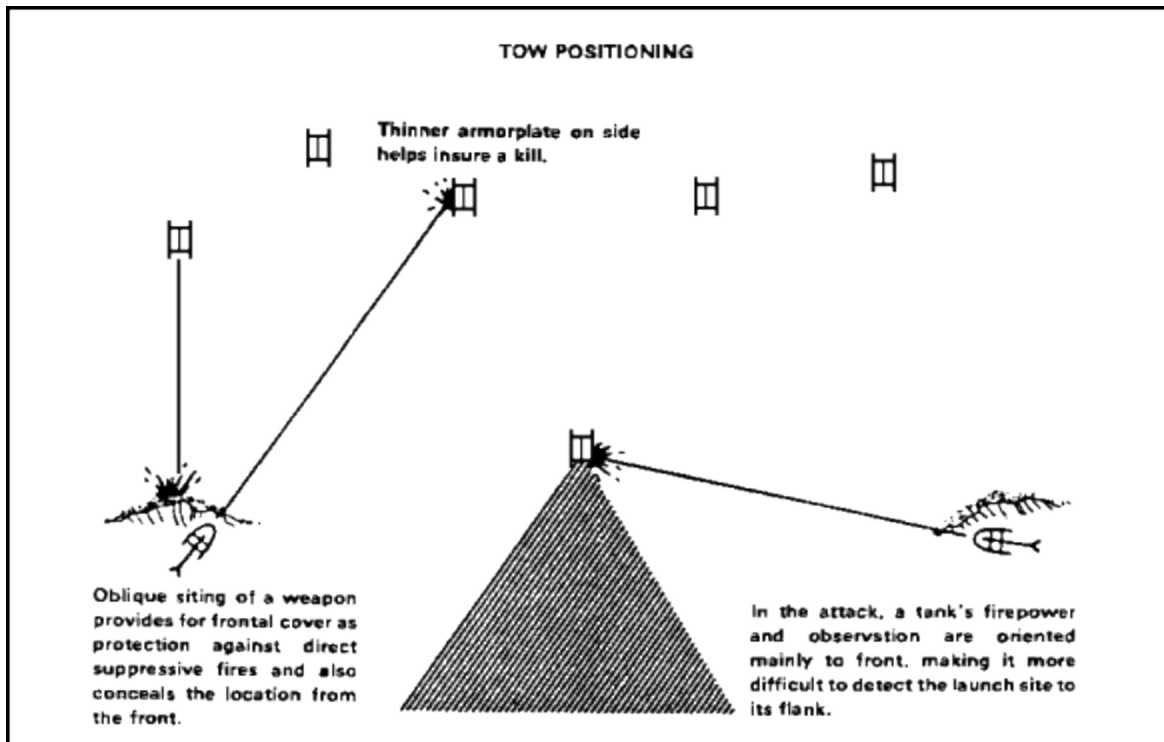 TOW POSITIONING
Thinner armorplate on side
helps insure a kill.
Oblique siting of a weapon
provides for frontal cover as
protection against direct
suppressive fires and also
conceals the location from
the front.
In the attack, a tank's firepower
and observstion are oriented
mainly to front, making it more
difficult to detect the launch site to
its flank.